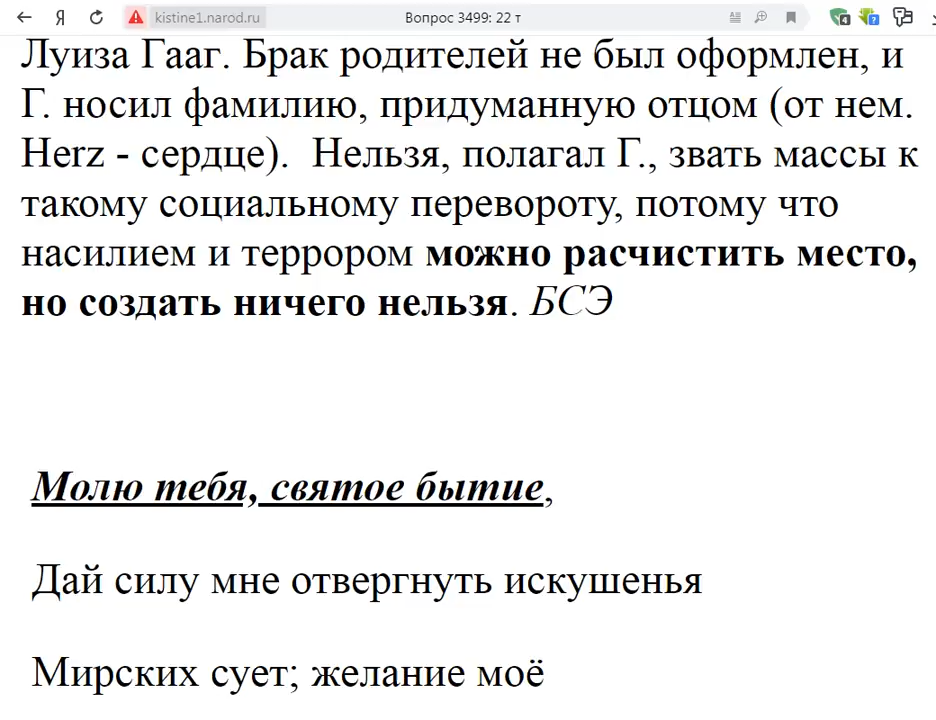 Я kistine1.narod.ru Вопрос 3499: 22 т 4 ?
Луиза Гааг. Брак родителей не был оформлен, и
Г. носил фамилию, придуманную отцом (от нем.
Herz - сердце). Нельзя, полагал Г., звать массы к
такому социальному перевороту, потому что
насилием и террором можно расчистить место,
но создать ничего нельзя. БСЭ
Молю тебя, святое бытие,
Дай силу мне отвергнуть искушенья
Мирских сует; желание моё